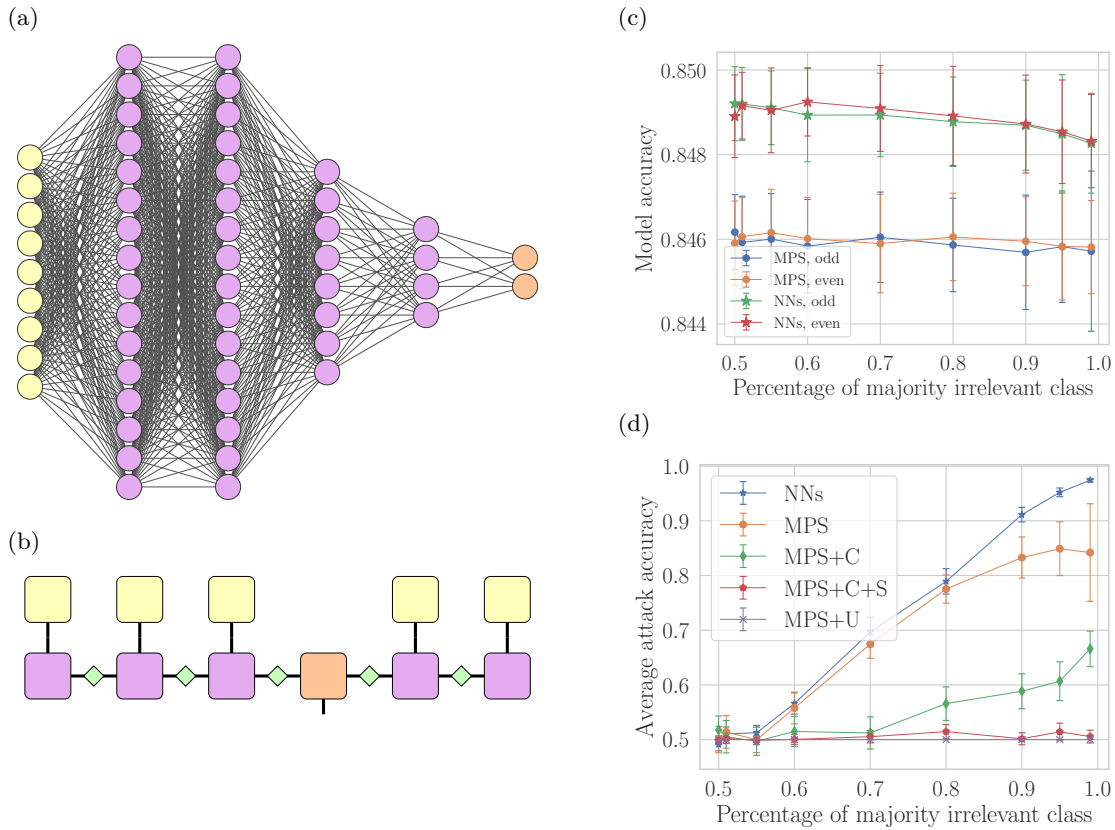 (a)
(b)
(c)
0.850
0.848
0.846
0.844
Model accuracy
MPS, odd
MPS, even
NNs, odd
NNs, even
0.5 0.6 0.7 0.8 0.9 1.0
Percentage of majority irrelevant class
(d)
1.0
0.9
0.8
0.7
0.6
0.5
Average attack accuracy
NNs
MPS
MPS+C
MPS+C+S
MPS+U
0.5 0.6 0.7 0.8 0.9 1.0
Percentage of majority irrelevant class